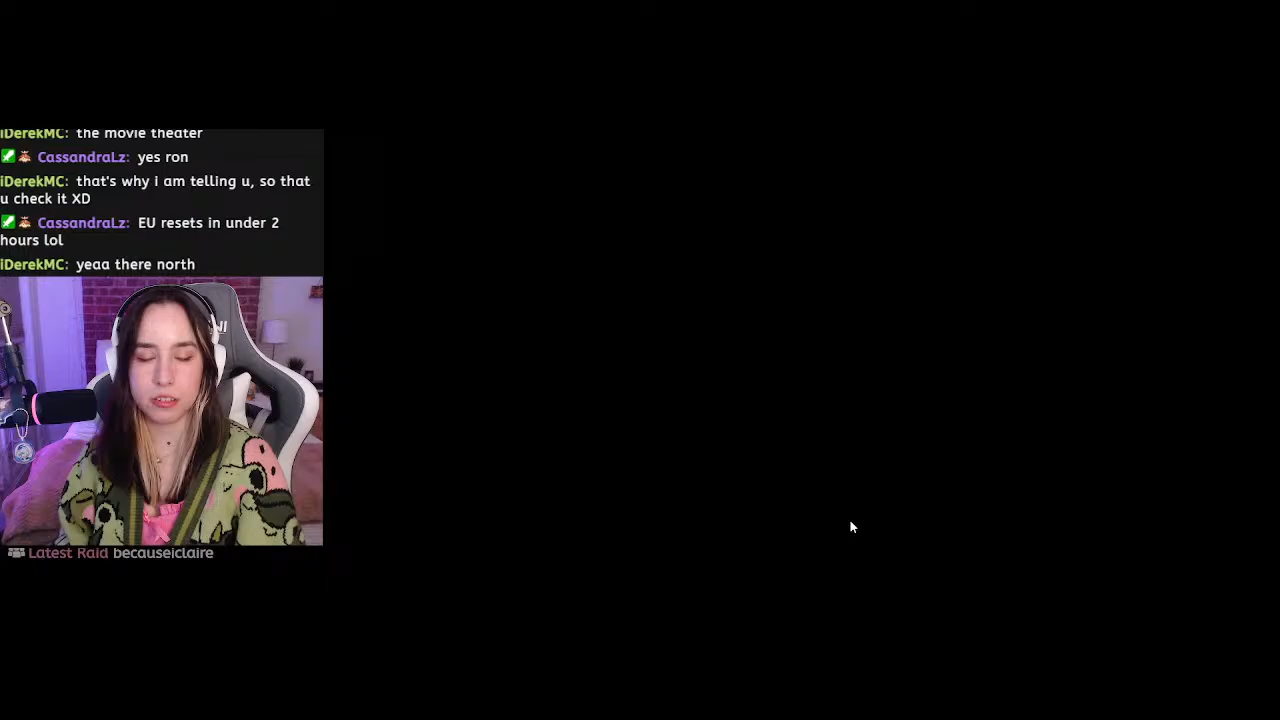 iDerekMC: the movie theater
CassandraLz: yes ron
iDerekMC: that's why i am telling u, so that
u check it XD
CassandraLz: EU resets in under 2
hours lol
iDerekMC: yeaa there north
Latest Raid becauseiclaire